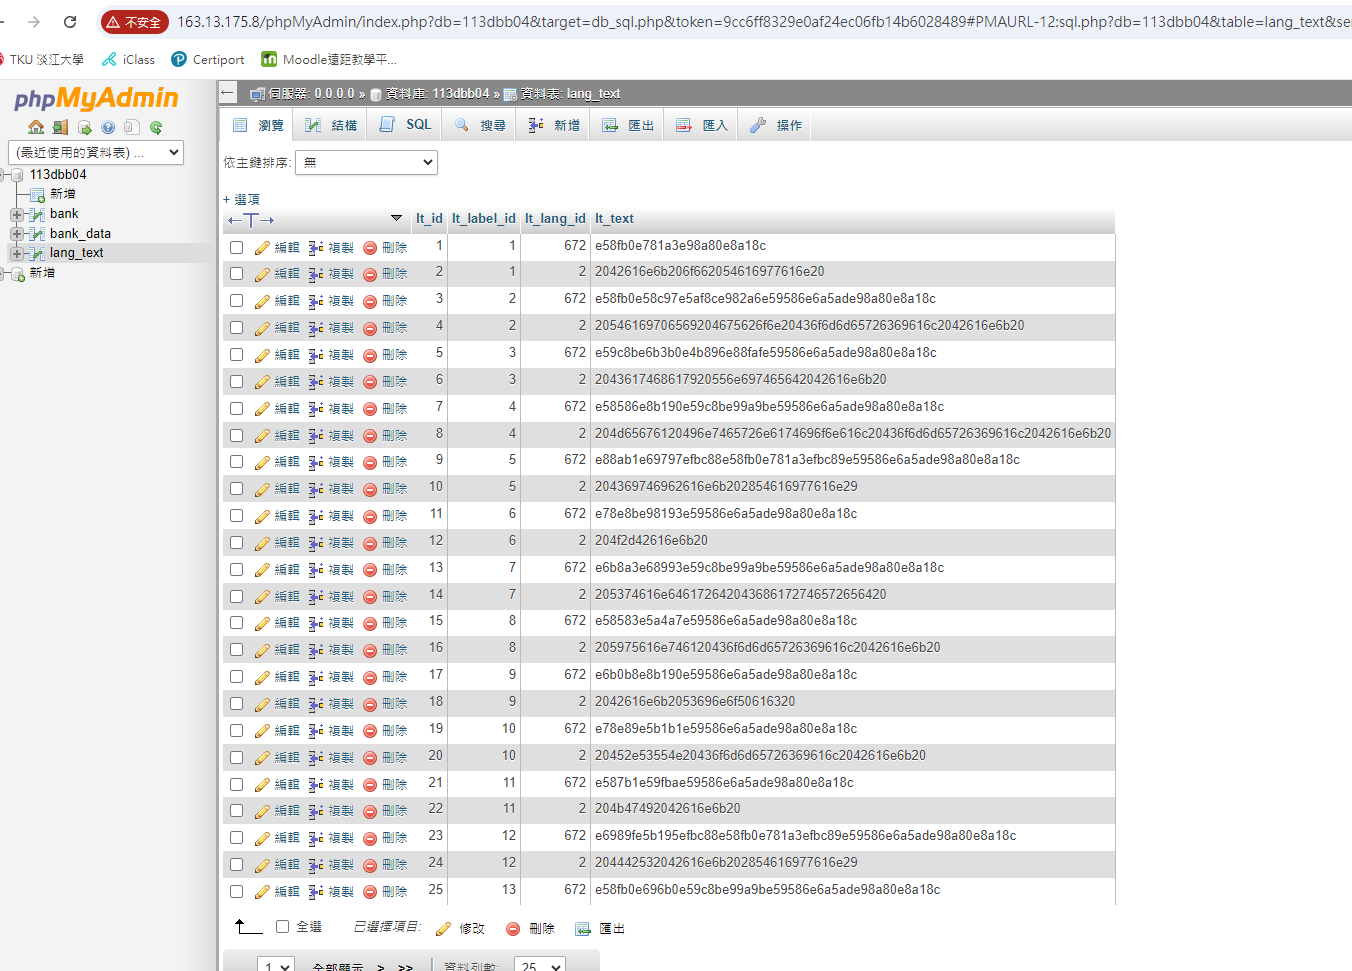 不安全 163.13.175.8/phpMyAdmin/index.php?db=113dbb04&target=db_sql.php&token=9cc6ff8329e0af24ec06fb14b6028489#PMAURL-12:sql.php?db=113dbb04&table=lang_text&se
TKU 淡江大學 iClass Certiport Moodle遠距教學平...
phpMyAdmin
(最近使用的資料表) ...
113dbb04
新增
bank
bank_data
lang_text
新增
伺服器: 0.0.0.0 » 資料庫: 113dbb04 » 資料表: lang_text
瀏覽 結構 SQL 搜尋 新增 匯出 匯入 操作
依主鍵排序: 無
+ 選項
←T→ lt_id lt_label_id lt_lang_id lt_text
編輯 複製 刪除 1 1 672 e58fb0e781a3e98a80e8a18c
編輯 複製 刪除 2 1 2 2042616e6b206f662054616977616e20
編輯 複製 刪除 3 2 672 e58fb0e58c97e5af8ce982a6e59586e6a5ade98a80e8a18c
編輯 複製 刪除 4 2 2 20546169706569204675626f6e20436f6d6d65726369616c2042616e6b20
編輯 複製 刪除 5 3 672 e59c8be6b3b0e4b896e88fafe59586e6a5ade98a80e8a18c
編輯 複製 刪除 6 3 2 2043617468617920556e697465642042616e6b20
編輯 複製 刪除 7 4 672 e58586e8b190e59c8be99a9be59586e6a5ade98a80e8a18c
編輯 複製 刪除 8 4 2 204d65676120496e7465726e6174696f6e616c20436f6d6d65726369616c2042616e6b20
編輯 複製 刪除 9 5 672 e88ab1e69797efbc88e58fb0e781a3efbc89e59586e6a5ade98a80e8a18c
編輯 複製 刪除 10 5 2 204369746962616e6b202854616977616e29
編輯 複製 刪除 11 6 672 e78e8be98193e59586e6a5ade98a80e8a18c
編輯 複製 刪除 12 6 2 204f2d42616e6b20
編輯 複製 刪除 13 7 672 e6b8a3e68993e59c8be99a9be59586e6a5ade98a80e8a18c
編輯 複製 刪除 14 7 2 205374616e6461726420436861727465726​56420
編輯 複製 刪除 15 8 672 e58583e5a4a7e59586e6a5ade98a80e8a18c
編輯 複製 刪除 16 8 2 205975616e746120436f6d6d65726369616c2042616e6b20
編輯 複製 刪除 17 9 672 e6b0b8e8b190e59586e6a5ade98a80e8a18c
編輯 複製 刪除 18 9 2 2042616e6b2053696e6f50616320
編輯 複製 刪除 19 10 672 e78e89e5b1b1e59586e6a5ade98a80e8a18c
編輯 複製 刪除 20 10 2 20452e53554e20436f6d6d65726369616c2042616e6b20
編輯 複製 刪除 21 11 672 e587b1e59fbae59586e6a5ade98a80e8a18c
編輯 複製 刪除 22 11 2 204b47492042616e6b20
編輯 複製 刪除 23 12 672 e6989fe5b195efbc88e58fb0e781a3efbc89e59586e6a5ade98a80e8a18c
編輯 複製 刪除 24 12 2 204442532042616e6b202854616977616e29
編輯 複製 刪除 25 13 672 e58fb0e696b0e59c8be99a9be59586e6a5ade98a80e8a18c
全選 已選擇項目: 修改 刪除 匯出
1 全部顯示 > >> 資料列數: 25